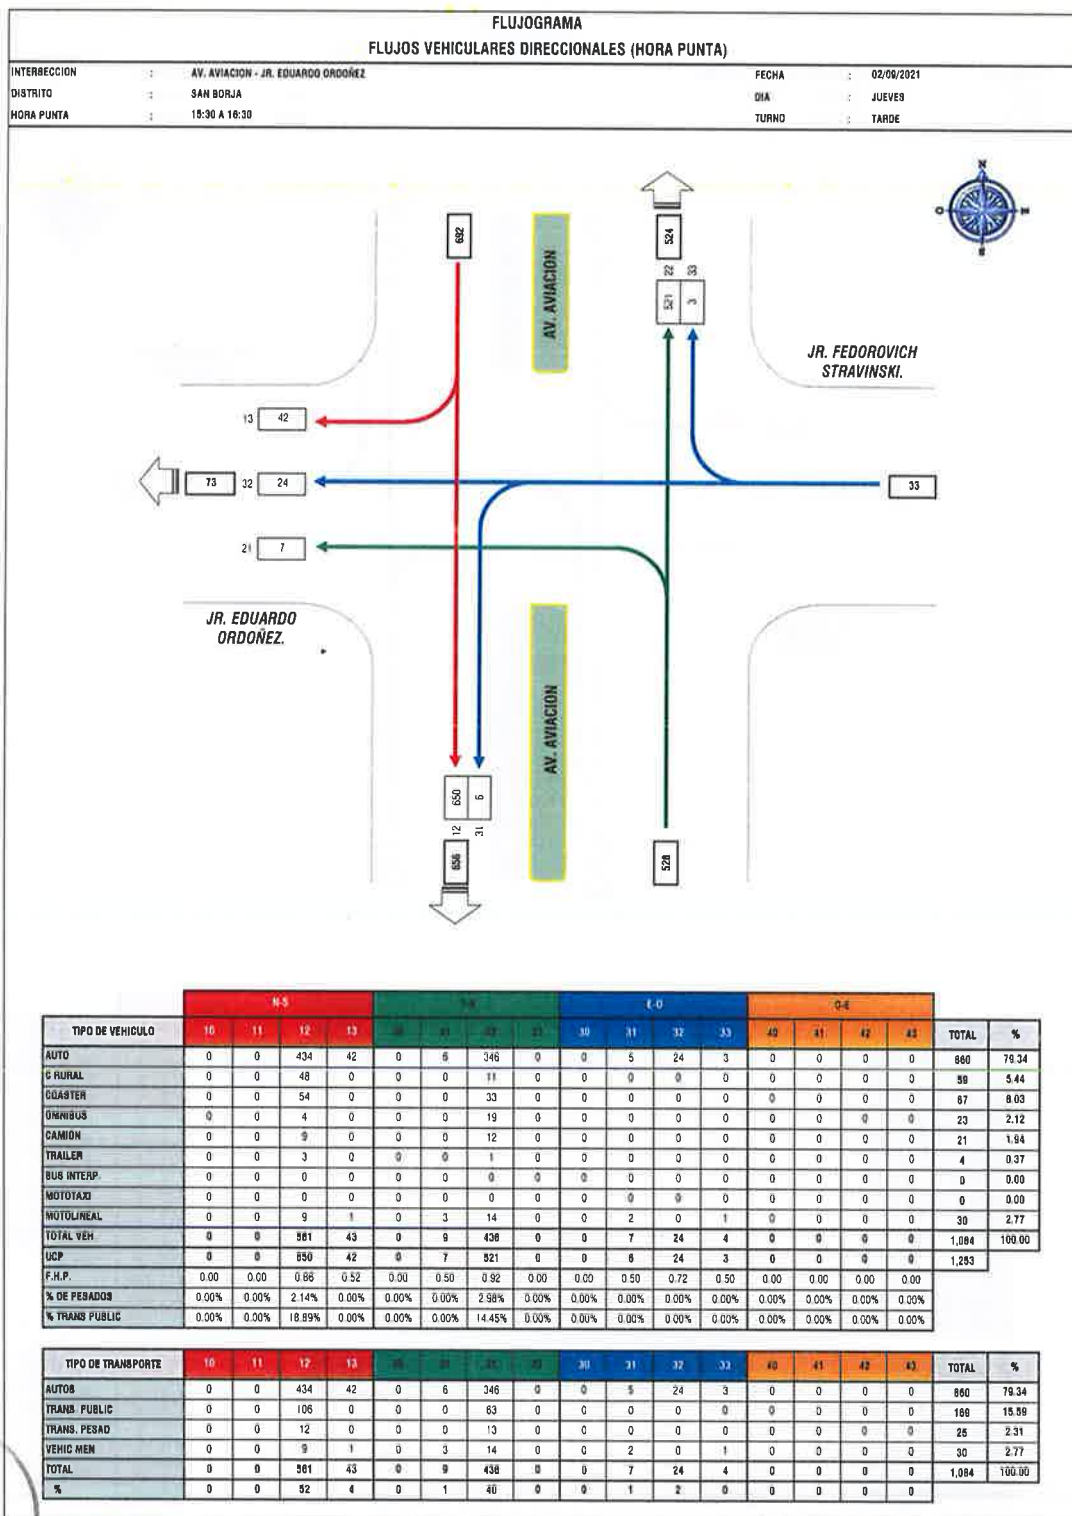 FLUJOGRAMA
FLUJOS VEHICULARES DIRECCIONALES (HORA PUNTA)
INTERSECCION : AV. AVIACION - JR. EDUARDO ORDOÑEZ FECHA : 02/09/2021
DISTRITO : SAN BORJA DIA : JUEVES
HORA PUNTA : 15:30 A 16:30 TURNO : TARDE
N
O
S
692
AV. AVIACION
524
22 33
521 3
JR. FEDOROVICH
STRAVINSKI.
13 42
73 32 24
33
21 7
JR. EDUARDO
ORDOÑEZ.
AV. AVIACION
650 6
12 31
656
528
N-S E-O O-E
TIPO DE VEHICULO 10 11 12 13 30 31 32 33 40 41 42 43 TOTAL %
AUTO 0 0 434 42 0 6 346 0 0 5 24 3 0 0 0 0 860 79.34
C RURAL 0 0 48 0 0 0 11 0 0 0 0 0 0 0 0 0 59 5.44
COASTER 0 0 54 0 0 0 33 0 0 0 0 0 0 0 0 0 87 8.03
OMNIBUS 0 0 4 0 0 0 19 0 0 0 0 0 0 0 0 0 23 2.12
CAMION 0 0 9 0 0 0 12 0 0 0 0 0 0 0 0 0 21 1.94
TRAILER 0 0 3 0 0 0 1 0 0 0 0 0 0 0 0 0 4 0.37
BUS INTERP. 0 0 0 0 0 0 0 0 0 0 0 0 0 0 0 0 0 0.00
MOTOTAXI 0 0 0 0 0 0 0 0 0 0 0 0 0 0 0 0 0 0.00
MOTOLINEAL 0 0 9 1 0 3 14 0 0 2 0 1 0 0 0 0 30 2.77
TOTAL VEH 0 0 561 43 0 9 436 0 0 7 24 4 0 0 0 0 1,084 100.00
UCP 0 0 650 42 0 7 521 0 0 6 24 3 0 0 0 0 1,253
F.H.P. 0.00 0.00 0.86 0.52 0.00 0.50 0.92 0.00 0.00 0.50 0.72 0.50 0.00 0.00 0.00 0.00
% DE PESADOS 0.00% 0.00% 2.14% 0.00% 0.00% 0.00% 2.98% 0.00% 0.00% 0.00% 0.00% 0.00% 0.00% 0.00% 0.00% 0.00%
% TRANS PUBLIC 0.00% 0.00% 18.89% 0.00% 0.00% 0.00% 14.45% 0.00% 0.00% 0.00% 0.00% 0.00% 0.00% 0.00% 0.00% 0.00%
TIPO DE TRANSPORTE 10 11 12 13 30 31 32 33 40 41 42 43 TOTAL %
AUTOS 0 0 434 42 0 6 346 0 0 5 24 3 0 0 0 0 860 79.34
TRANS. PUBLIC 0 0 106 0 0 0 63 0 0 0 0 0 0 0 0 0 169 15.59
TRANS. PESAD 0 0 12 0 0 0 13 0 0 0 0 0 0 0 0 0 25 2.31
VEHIC MEN 0 0 9 1 0 3 14 0 0 2 0 1 0 0 0 0 30 2.77
TOTAL 0 0 561 43 0 9 436 0 0 7 24 4 0 0 0 0 1,084 100.00
% 0 0 52 4 0 1 40 0 0 1 2 0 0 0 0 0